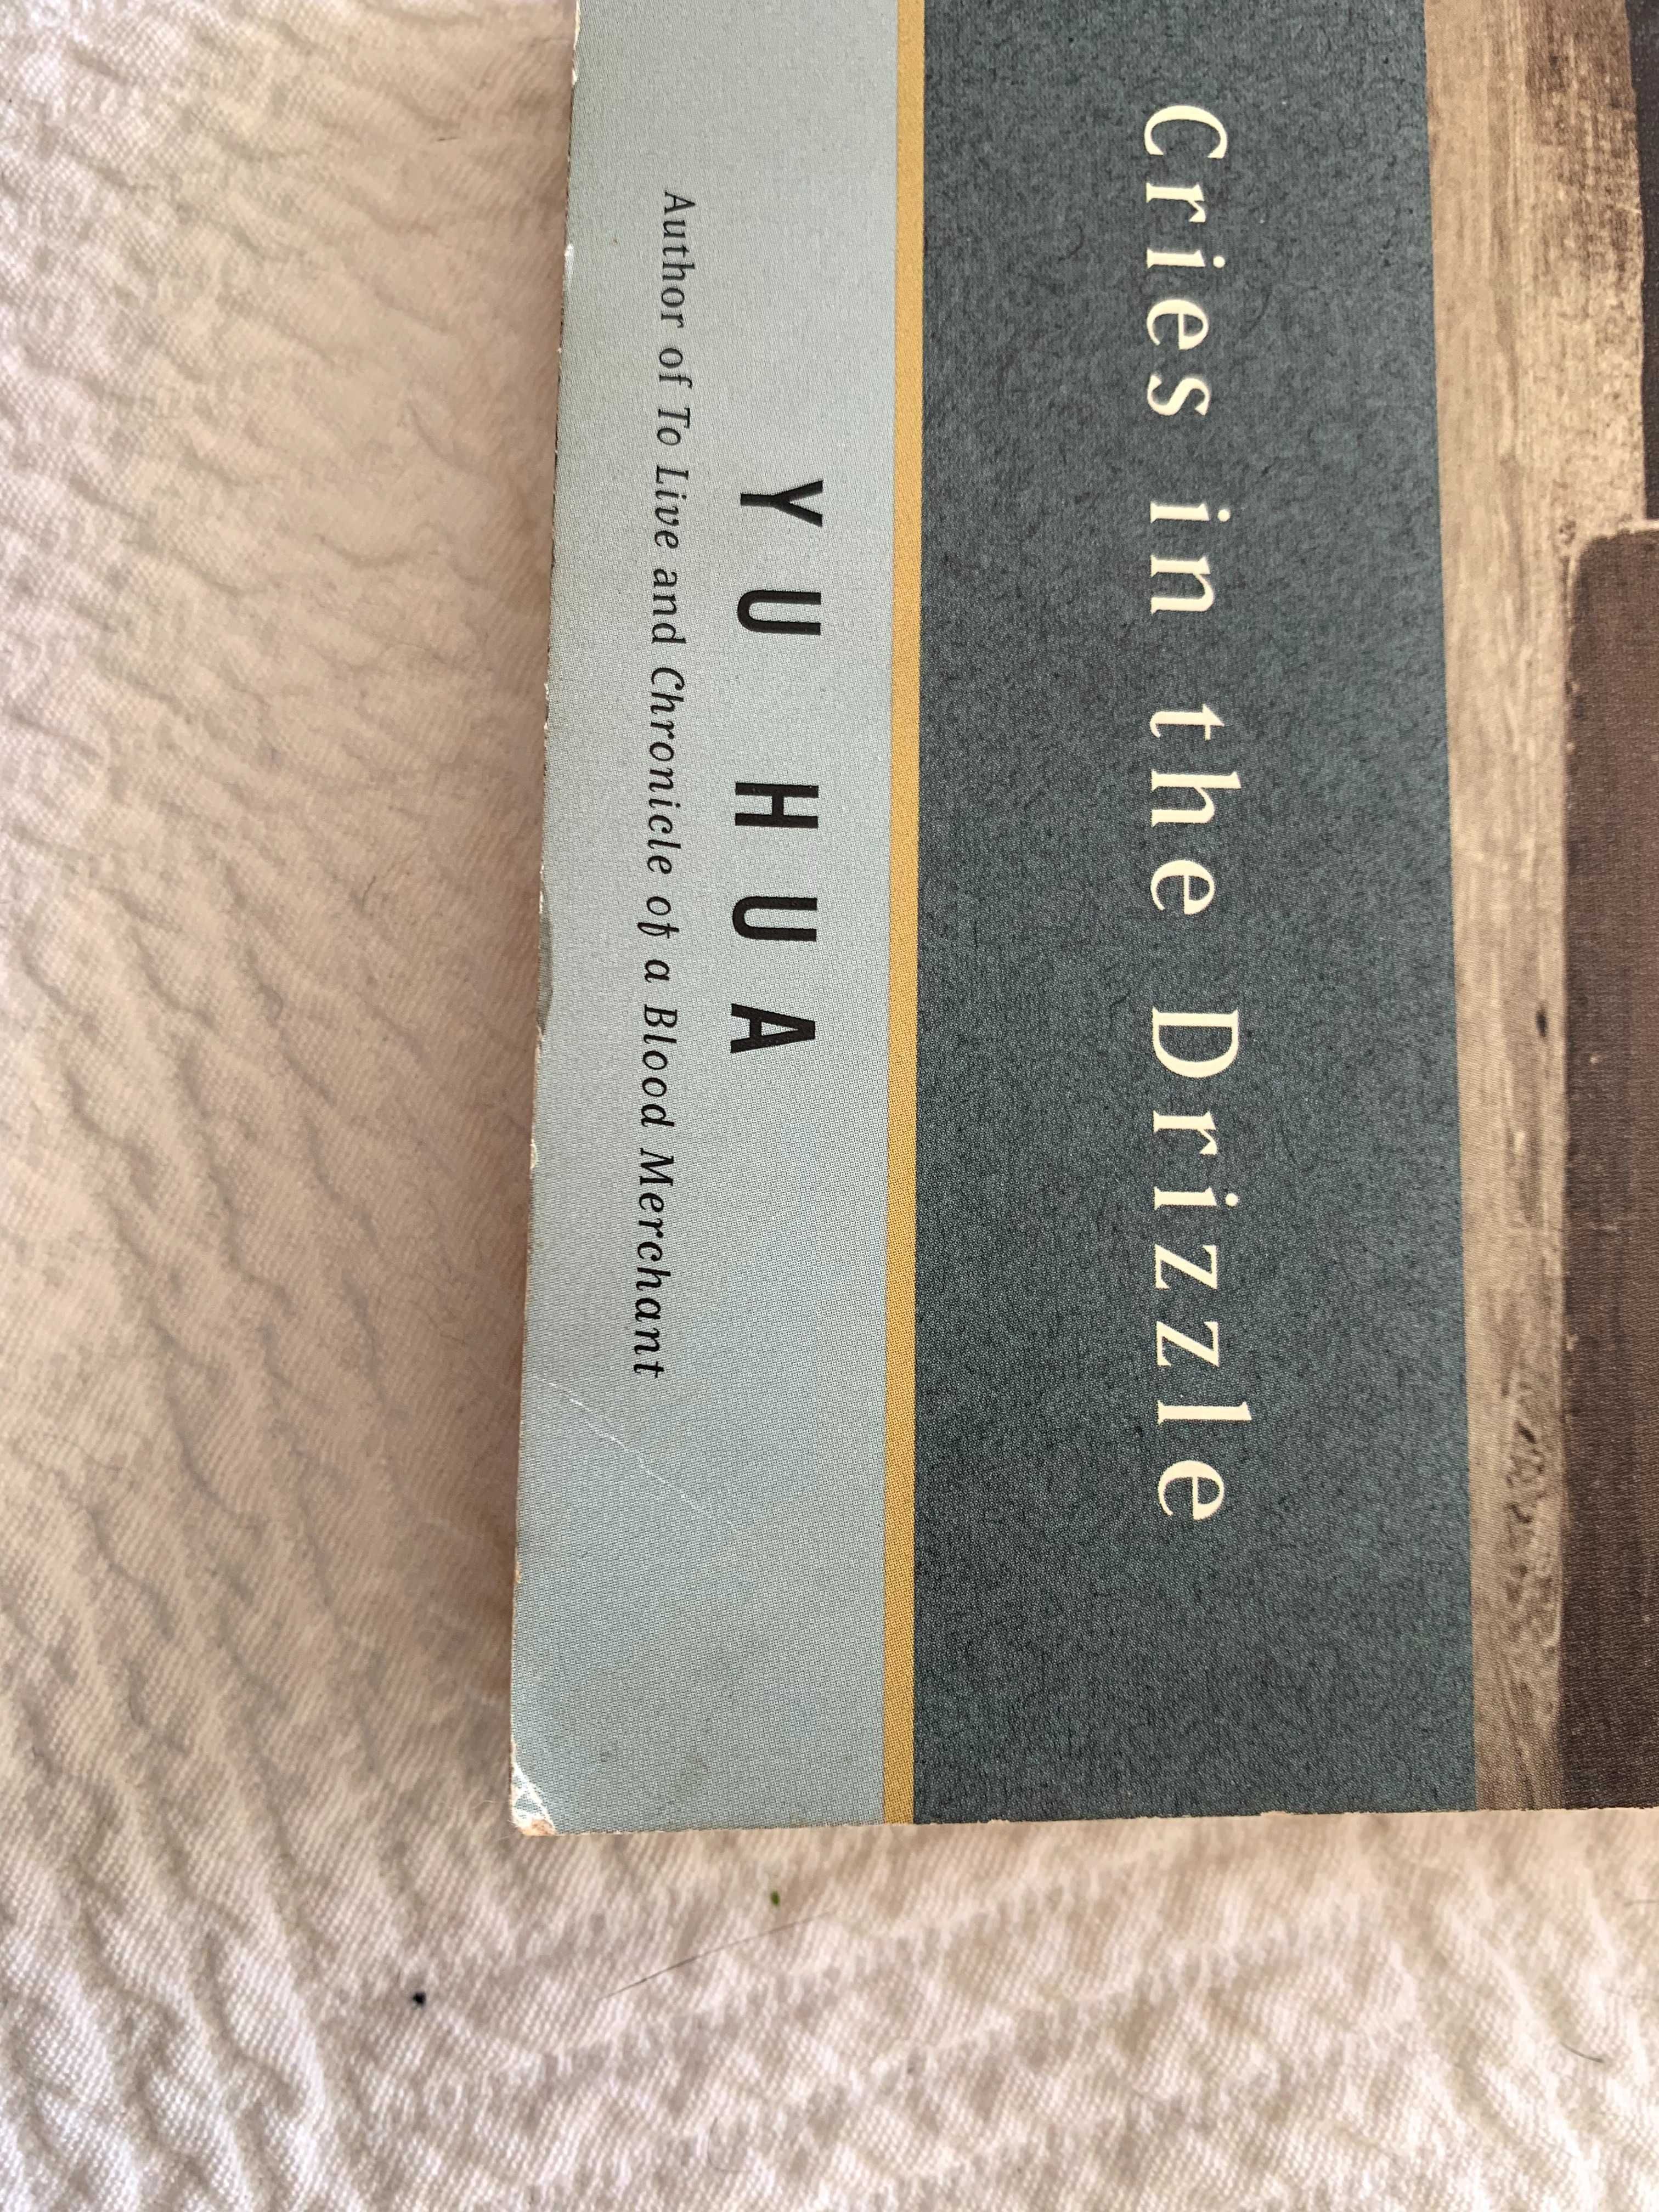 Cries in the Drizzle
YU HUA
Author of To Live and Chronicle of a Blood Merchant